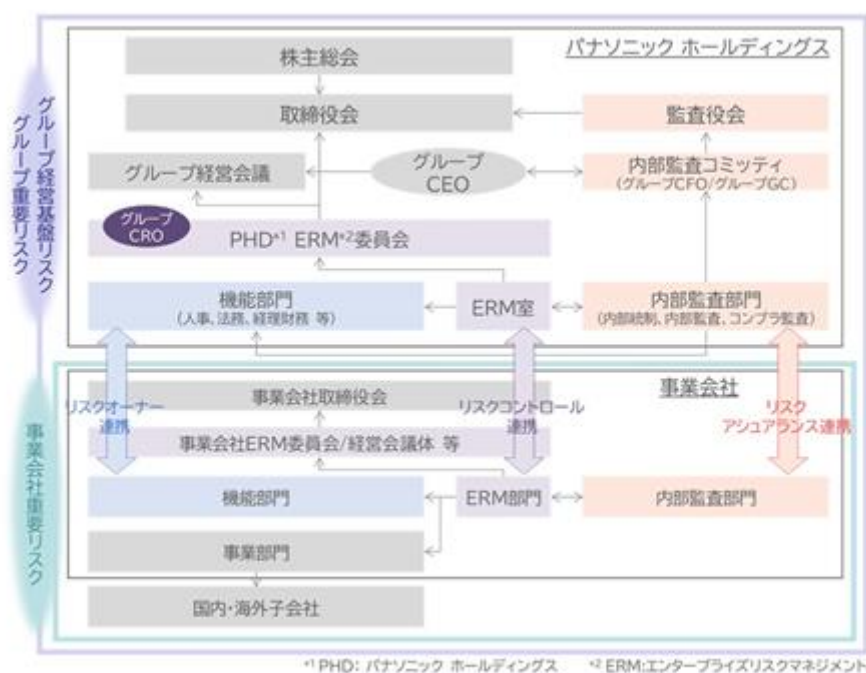 パナソニック ホールディングス
株主総会
取締役会
監査役会
グループ経営会議
グループ
CEO
内部監査コミッティ
(グループCFO/グループGC)
グループ
CRO
PHD*1 ERM*2委員会
機能部門
(人事、法務、経理財務 等)
ERM室
内部監査部門
(内部統制、内部監査、コンプラ監査)
グループ経営基盤リスク
グループ重要リスク
事業会社
事業会社取締役会
リスクオーナー
連携
リスクコントロール
連携
リスク
アシュアランス連携
事業会社ERM委員会/経営会議体 等
機能部門
ERM部門
内部監査部門
事業部門
国内・海外子会社
事業会社重要リスク
*1 PHD: パナソニック ホールディングス *2 ERM:エンタープライズリスクマネジメント